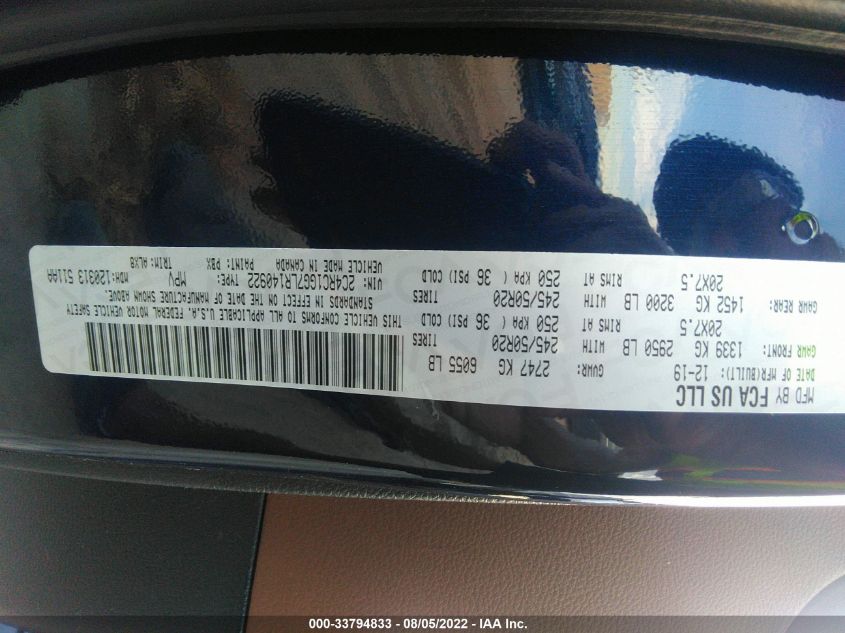 MFD BY FCA US LLC
DATE OF MFR(BUILT): 12-19 GVWR: 2747 KG 6055 LB
GAWR FRONT: 1339 KG 2950 LB WITH TIRES 245/50R20
20X7.5 RIMS AT 250 KPA ( 36 PSI) COLD
GAWR REAR: 1452 KG 3200 LB WITH TIRES 245/50R20
20X7.5 RIMS AT 250 KPA ( 36 PSI) COLD
THIS VEHICLE CONFORMS TO ALL APPLICABLE U.S.A. FEDERAL MOTOR VEHICLE SAFETY
STANDARDS IN EFFECT ON THE DATE OF MANUFACTURE SHOWN ABOVE.
VIN: 2C4RC1GG7LR140922 TYPE: MPV MDH: 120313 511AA
VEHICLE MADE IN CANADA PAINT: PBX TRIM: ALX8
000-33794833 - 08/05/2022 - IAA Inc.